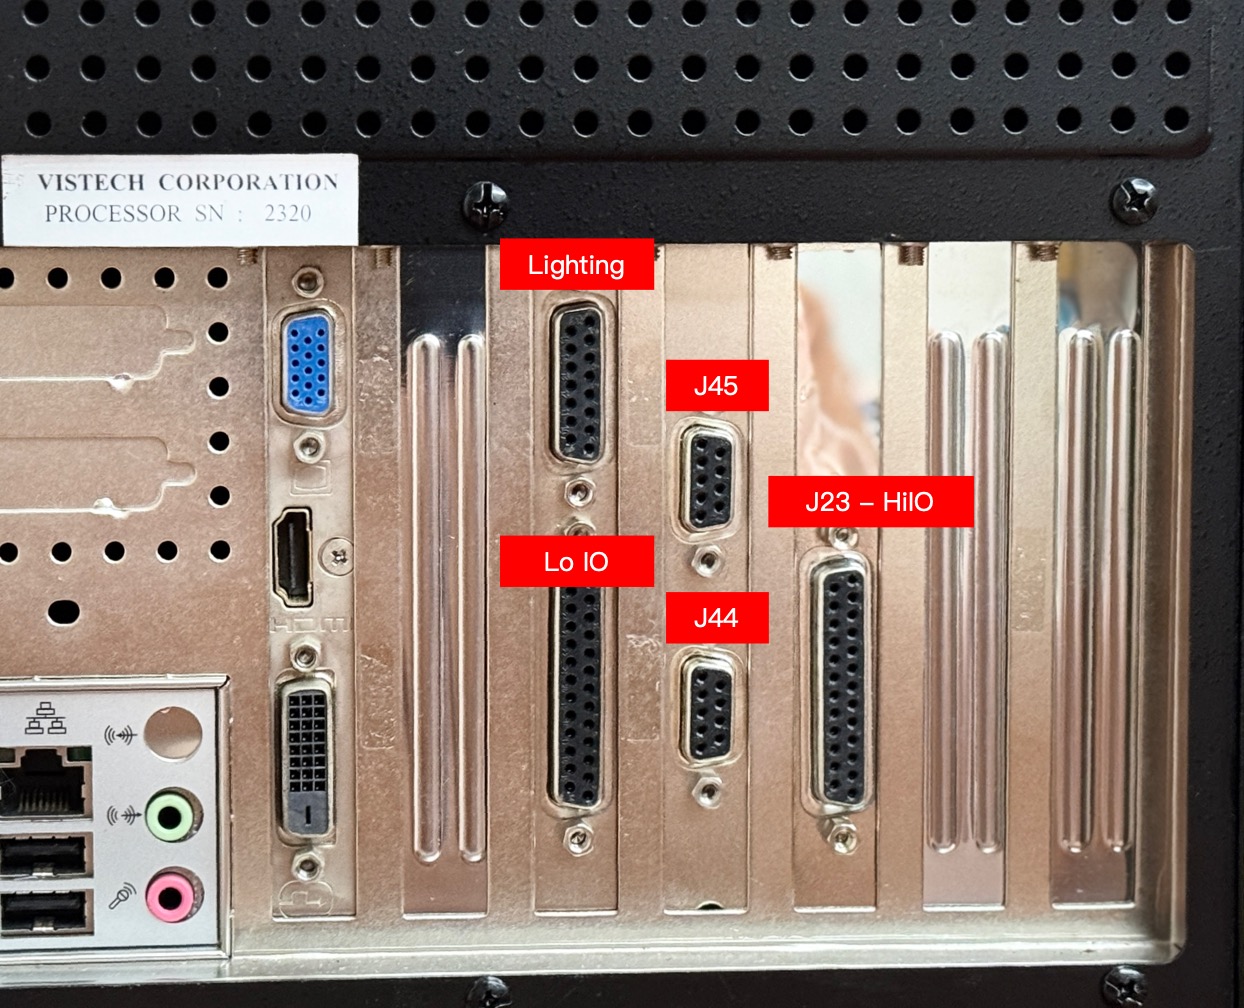 VISTECH CORPORATION
PROCESSOR SN : 2320
Lighting
J45
J23 – HiIO
Lo IO
J44
HDMI